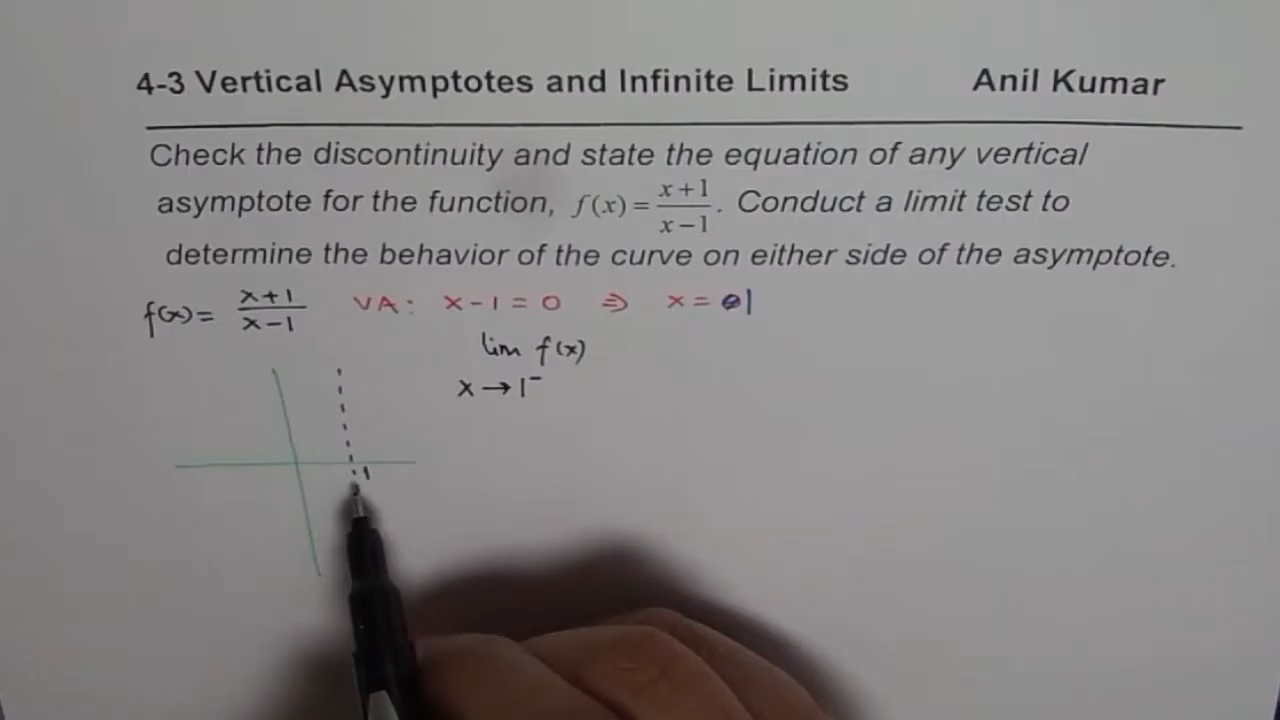 4-3 Vertical Asymptotes and Infinite Limits Anil Kumar
Check the discontinuity and state the equation of any vertical
asymptote for the function, f(x) = (x+1)/(x−1). Conduct a limit test to
determine the behavior of the curve on either side of the asymptote.
f(x) = (x+1)/(x−1) VA: x−1=0 ⇒ x = 1
lim f(x)
x→1⁻
1